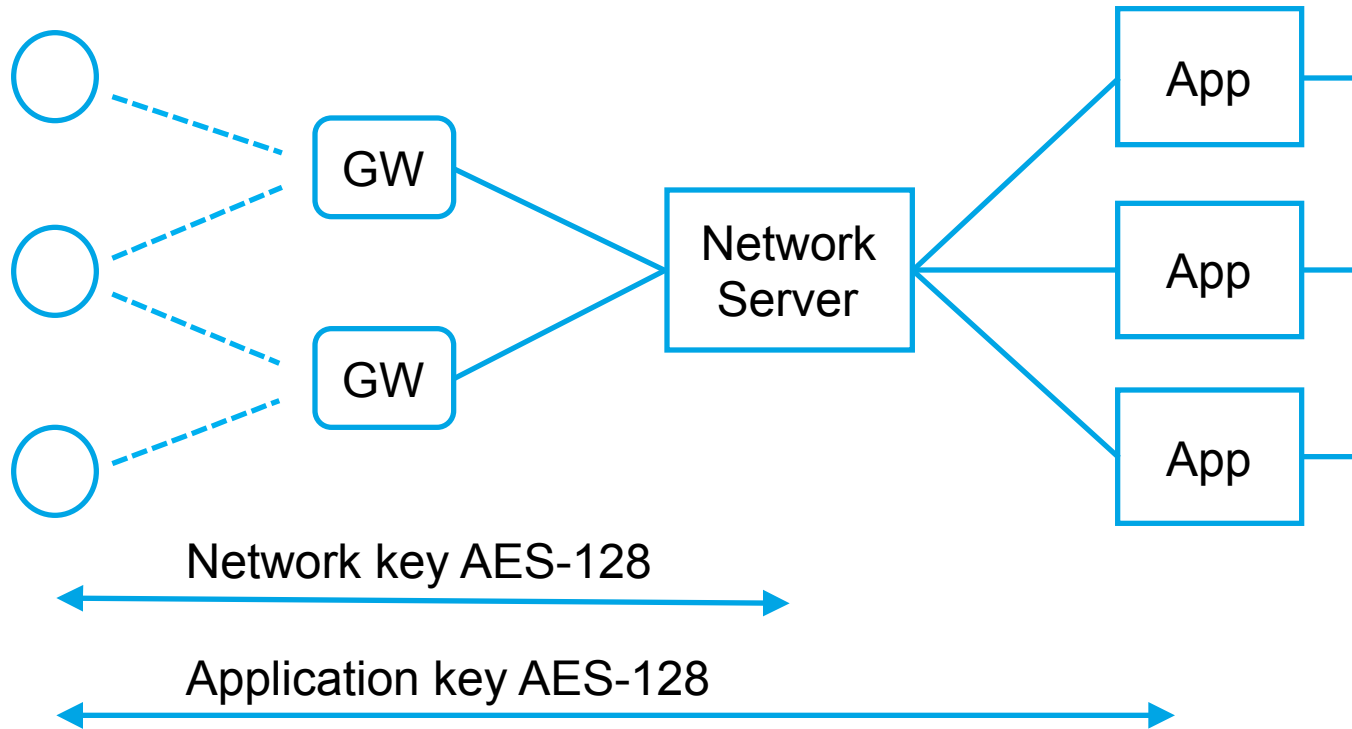 App
GW
Network
Server
App
GW
App
Network key AES-128
Application key AES-128